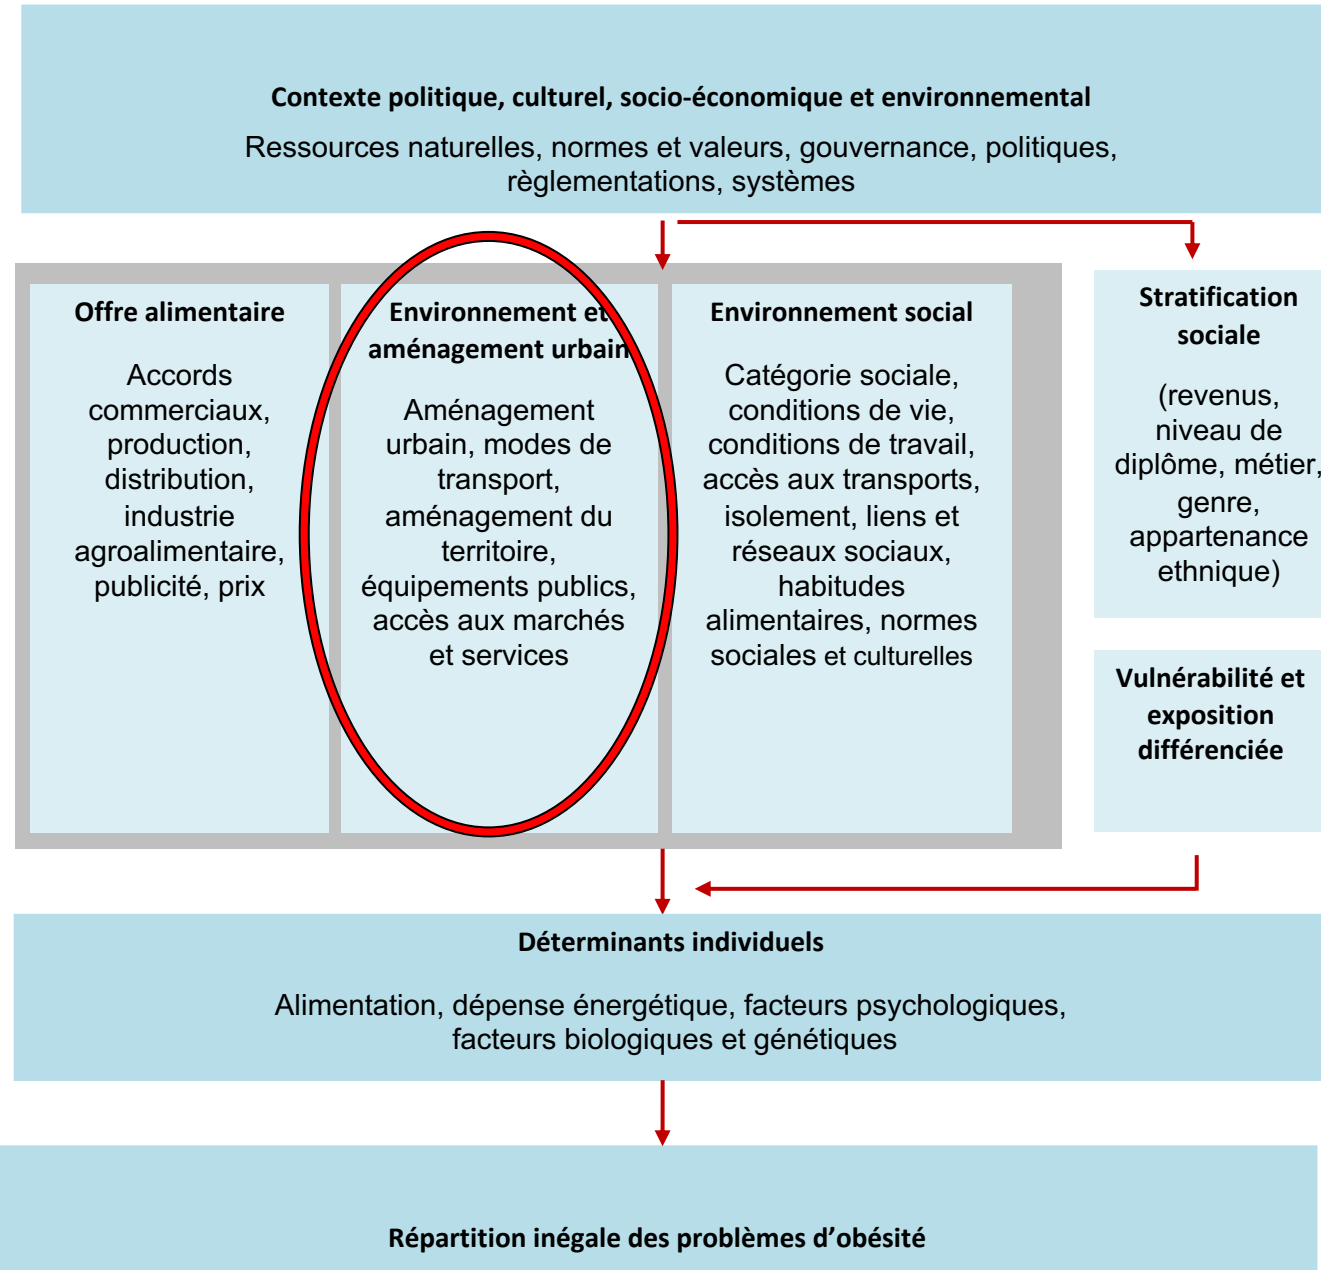 Contexte politique, culturel, socio-économique et environnemental
Ressources naturelles, normes et valeurs, gouvernance, politiques,
règlementations, systèmes
Offre alimentaire
Accords
commerciaux,
production,
distribution,
industrie
agroalimentaire,
publicité, prix
Environnement et
aménagement urbain
Aménagement
urbain, modes de
transport,
aménagement du
territoire,
équipements publics,
accès aux marchés
et services
Environnement social
Catégorie sociale,
conditions de vie,
conditions de travail,
accès aux transports,
isolement, liens et
réseaux sociaux,
habitudes
alimentaires, normes
sociales et culturelles
Stratification
sociale
(revenus,
niveau de
diplôme, métier,
genre,
appartenance
ethnique)
Vulnérabilité et
exposition
différenciée
Déterminants individuels
Alimentation, dépense énergétique, facteurs psychologiques,
facteurs biologiques et génétiques
Répartition inégale des problèmes d’obésité